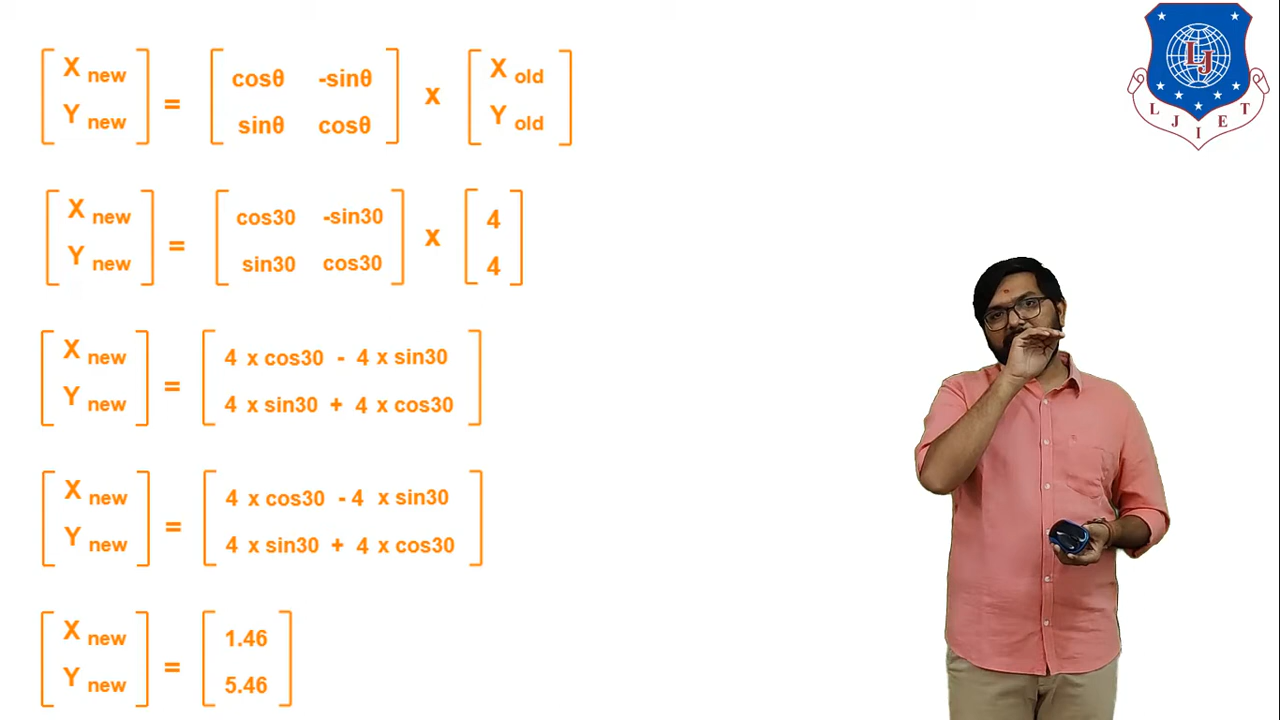 X new = cosθ -sinθ x X old
Y new sinθ cosθ Y old
X new = cos30 -sin30 x 4
Y new sin30 cos30 4
X new = 4 x cos30 - 4 x sin30
Y new 4 x sin30 + 4 x cos30
X new = 4 x cos30 - 4 x sin30
Y new 4 x sin30 + 4 x cos30
X new = 1.46
Y new 5.46
LJ
L J I E T